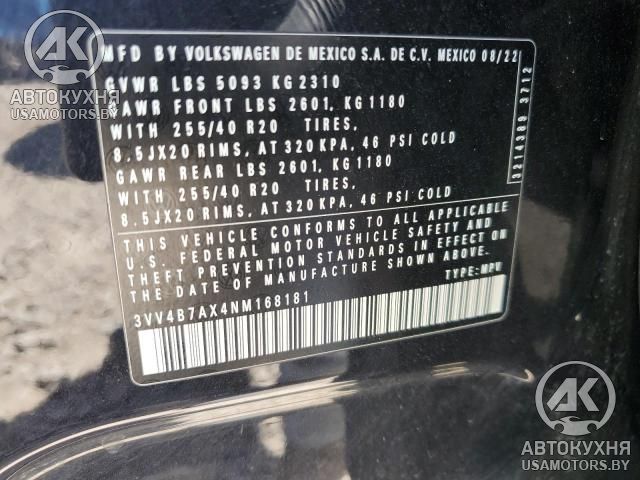 MFD BY VOLKSWAGEN DE MEXICO S.A. DE C.V. MEXICO 08/22
GVWR LBS 5093 KG 2310
GAWR FRONT LBS 2601, KG 1180
WITH 255/40 R20 TIRES,
8.5JX20 RIMS, AT 320 KPA, 46 PSI COLD
GAWR REAR LBS 2601, KG 1180
WITH 255/40 R20 TIRES,
8.5JX20 RIMS, AT 320 KPA, 46 PSI COLD
THIS VEHICLE CONFORMS TO ALL APPLICABLE
U.S. FEDERAL MOTOR VEHICLE SAFETY AND
THEFT PREVENTION STANDARDS IN EFFECT ON
THE DATE OF MANUFACTURE SHOWN ABOVE.
TYPE: MPV
3VV4B7AX4NM168181
3214389 3712
АК
АВТОКУХНЯ
USAMOTORS.BY
АК
АВТОКУХНЯ
USAMOTORS.BY